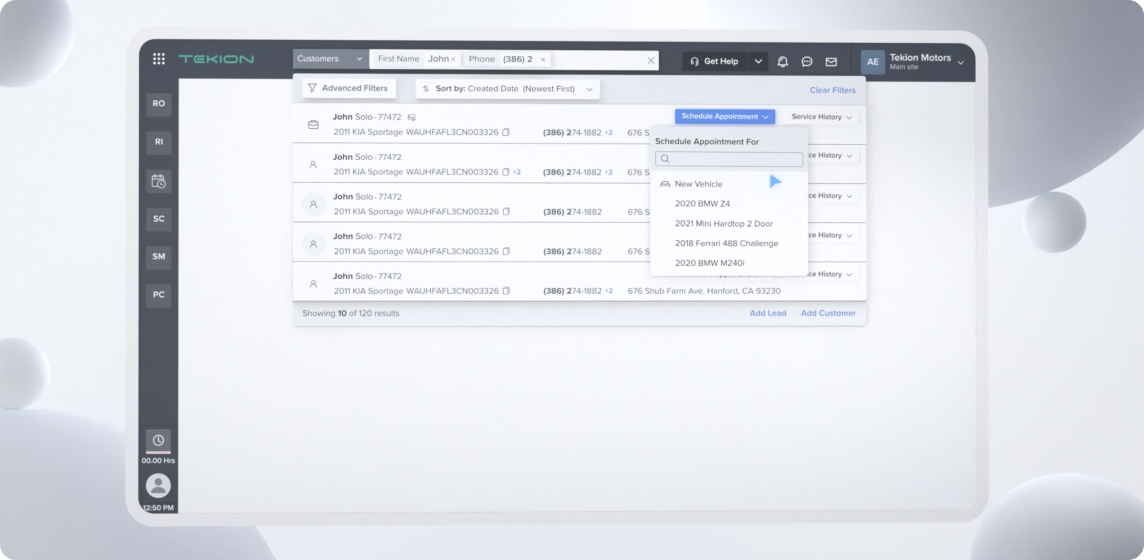 TEKION
Customers First Name John × Phone (386) 2 ×
Get Help
AE Tekion Motors
Main site
Advanced Filters Sort by: Created Date (Newest First) Clear Filters
RO
RI
SC
SM
PC
John Solo - 77472 Schedule Appointment Service History
2011 KIA Sportage WAUHFAFL3CN003326 (386) 274-1882 +2 676 S
John Solo - 77472 ce History
2011 KIA Sportage WAUHFAFL3CN003326 +2 (386) 274-1882 +2 676 S
John Solo - 77472 ce History
2011 KIA Sportage WAUHFAFL3CN003326 (386) 274-1882 676 S
John Solo - 77472 ce History
2011 KIA Sportage WAUHFAFL3CN003326 (386) 274-1882 676 S
John Solo - 77472 ce History
2011 KIA Sportage WAUHFAFL3CN003326 (386) 274-1882 +2 676 Shub Farm Ave. Hanford, CA 93230
Schedule Appointment For
New Vehicle
2020 BMW Z4
2021 Mini Hardtop 2 Door
2018 Ferrari 488 Challenge
2020 BMW M240i
Showing 10 of 120 results Add Lead Add Customer
00.00 Hrs
12:50 PM